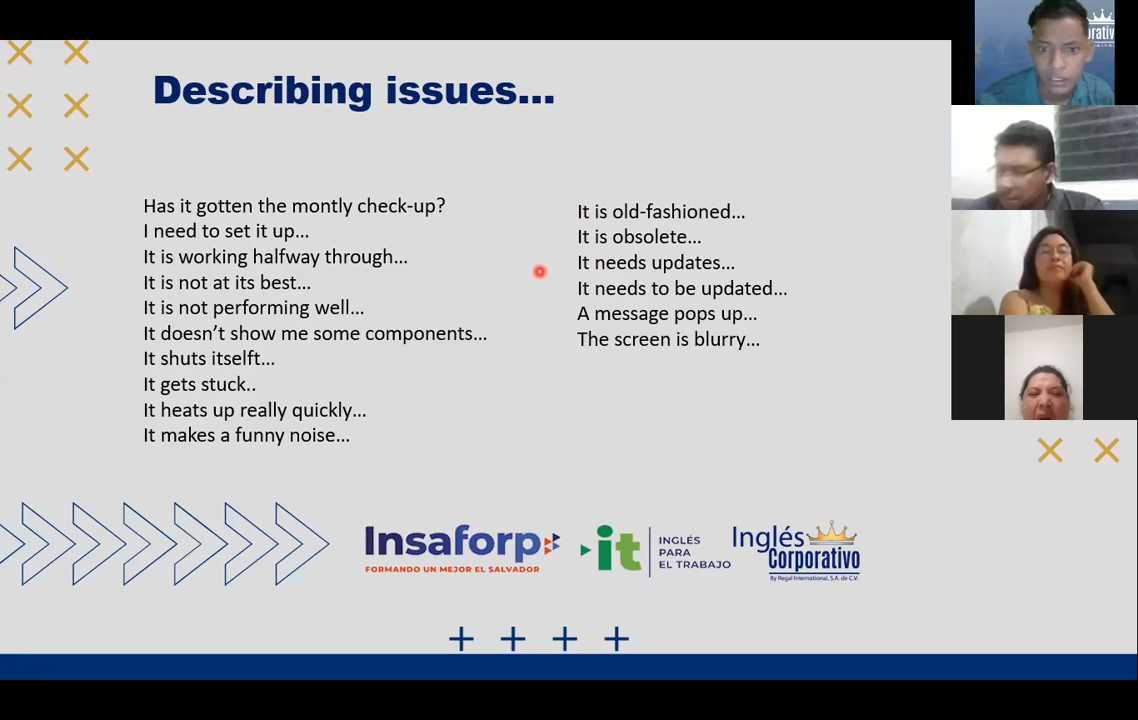 Describing issues...
Has it gotten the montly check-up?
I need to set it up...
It is working halfway through...
It is not at its best...
It is not performing well...
It doesn’t show me some components...
It shuts itselft...
It gets stuck..
It heats up really quickly...
It makes a funny noise...
It is old-fashioned...
It is obsolete...
It needs updates...
It needs to be updated...
A message pops up...
The screen is blurry...
Insaforp
FORMANDO UN MEJOR EL SALVADOR
it
INGLÉS
PARA
EL TRABAJO
Inglés
Corporativo
By Regal International, S.A. de C.V.